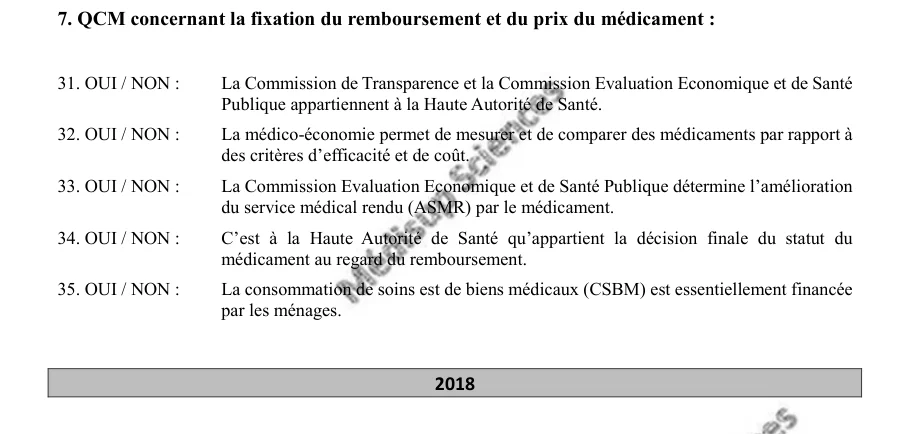 7. QCM concernant la fixation du remboursement et du prix du médicament :
31. OUI / NON : La Commission de Transparence et la Commission Evaluation Economique et de Santé
Publique appartiennent à la Haute Autorité de Santé.
32. OUI / NON : La médico-économie permet de mesurer et de comparer des médicaments par rapport à
des critères d'efficacité et de coût.
33. OUI / NON : La Commission Evaluation Economique et de Santé Publique détermine l'amélioration
du service médical rendu (ASMR) par le médicament.
34. OUI / NON : C'est à la Haute Autorité de Santé qu'appartient la décision finale du statut du
médicament au regard du remboursement.
35. OUI / NON : La consommation de soins est de biens médicaux (CSBM) est essentiellement financée
par les ménages.
Médisup Sciences
2018
es